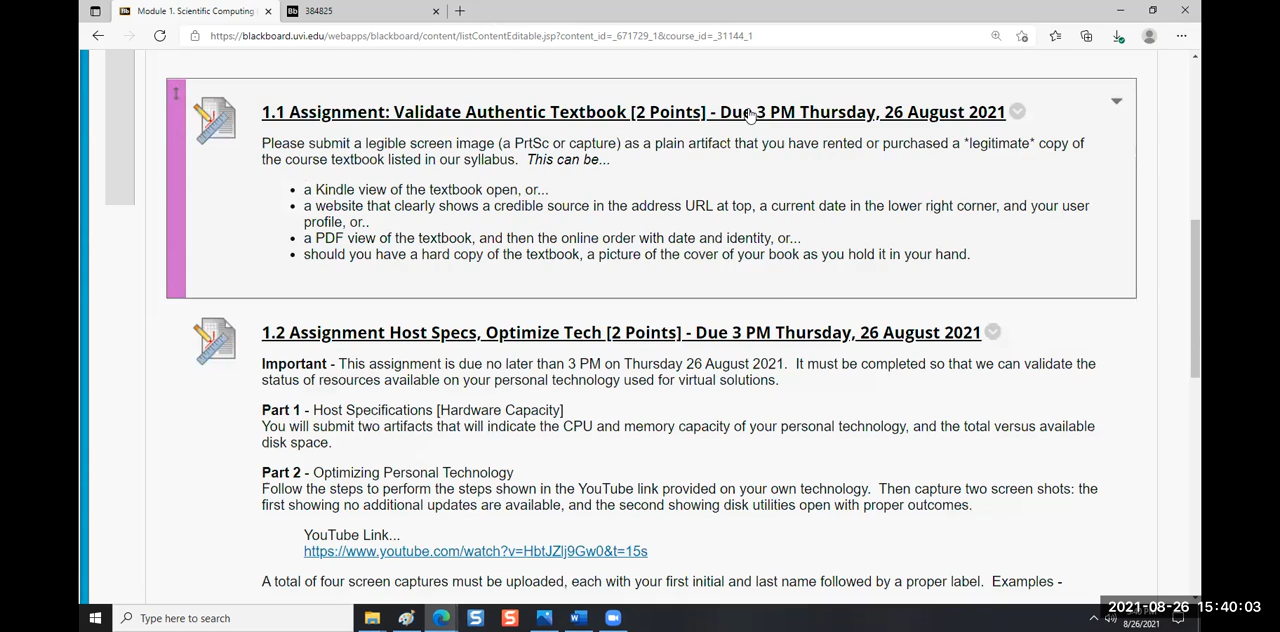 Module 1. Scientific Computing
Bb 384825
https://blackboard.uvi.edu/webapps/blackboard/content/listContentEditable.jsp?content_id=_671729_1&course_id=_31144_1
1.1 Assignment: Validate Authentic Textbook [2 Points] - Due 3 PM Thursday, 26 August 2021
Please submit a legible screen image (a PrtSc or capture) as a plain artifact that you have rented or purchased a *legitimate* copy of
the course textbook listed in our syllabus. This can be...
• a Kindle view of the textbook open, or...
• a website that clearly shows a credible source in the address URL at top, a current date in the lower right corner, and your user
profile, or..
• a PDF view of the textbook, and then the online order with date and identity, or...
• should you have a hard copy of the textbook, a picture of the cover of your book as you hold it in your hand.
1.2 Assignment Host Specs, Optimize Tech [2 Points] - Due 3 PM Thursday, 26 August 2021
Important - This assignment is due no later than 3 PM on Thursday 26 August 2021. It must be completed so that we can validate the
status of resources available on your personal technology used for virtual solutions.
Part 1 - Host Specifications [Hardware Capacity]
You will submit two artifacts that will indicate the CPU and memory capacity of your personal technology, and the total versus available
disk space.
Part 2 - Optimizing Personal Technology
Follow the steps to perform the steps shown in the YouTube link provided on your own technology. Then capture two screen shots: the
first showing no additional updates are available, and the second showing disk utilities open with proper outcomes.
YouTube Link...
https://www.youtube.com/watch?v=HbtJZlj9Gw0&t=15s
A total of four screen captures must be uploaded, each with your first initial and last name followed by a proper label. Examples -
Type here to search
2021-08-26 15:40:03
8/26/2021